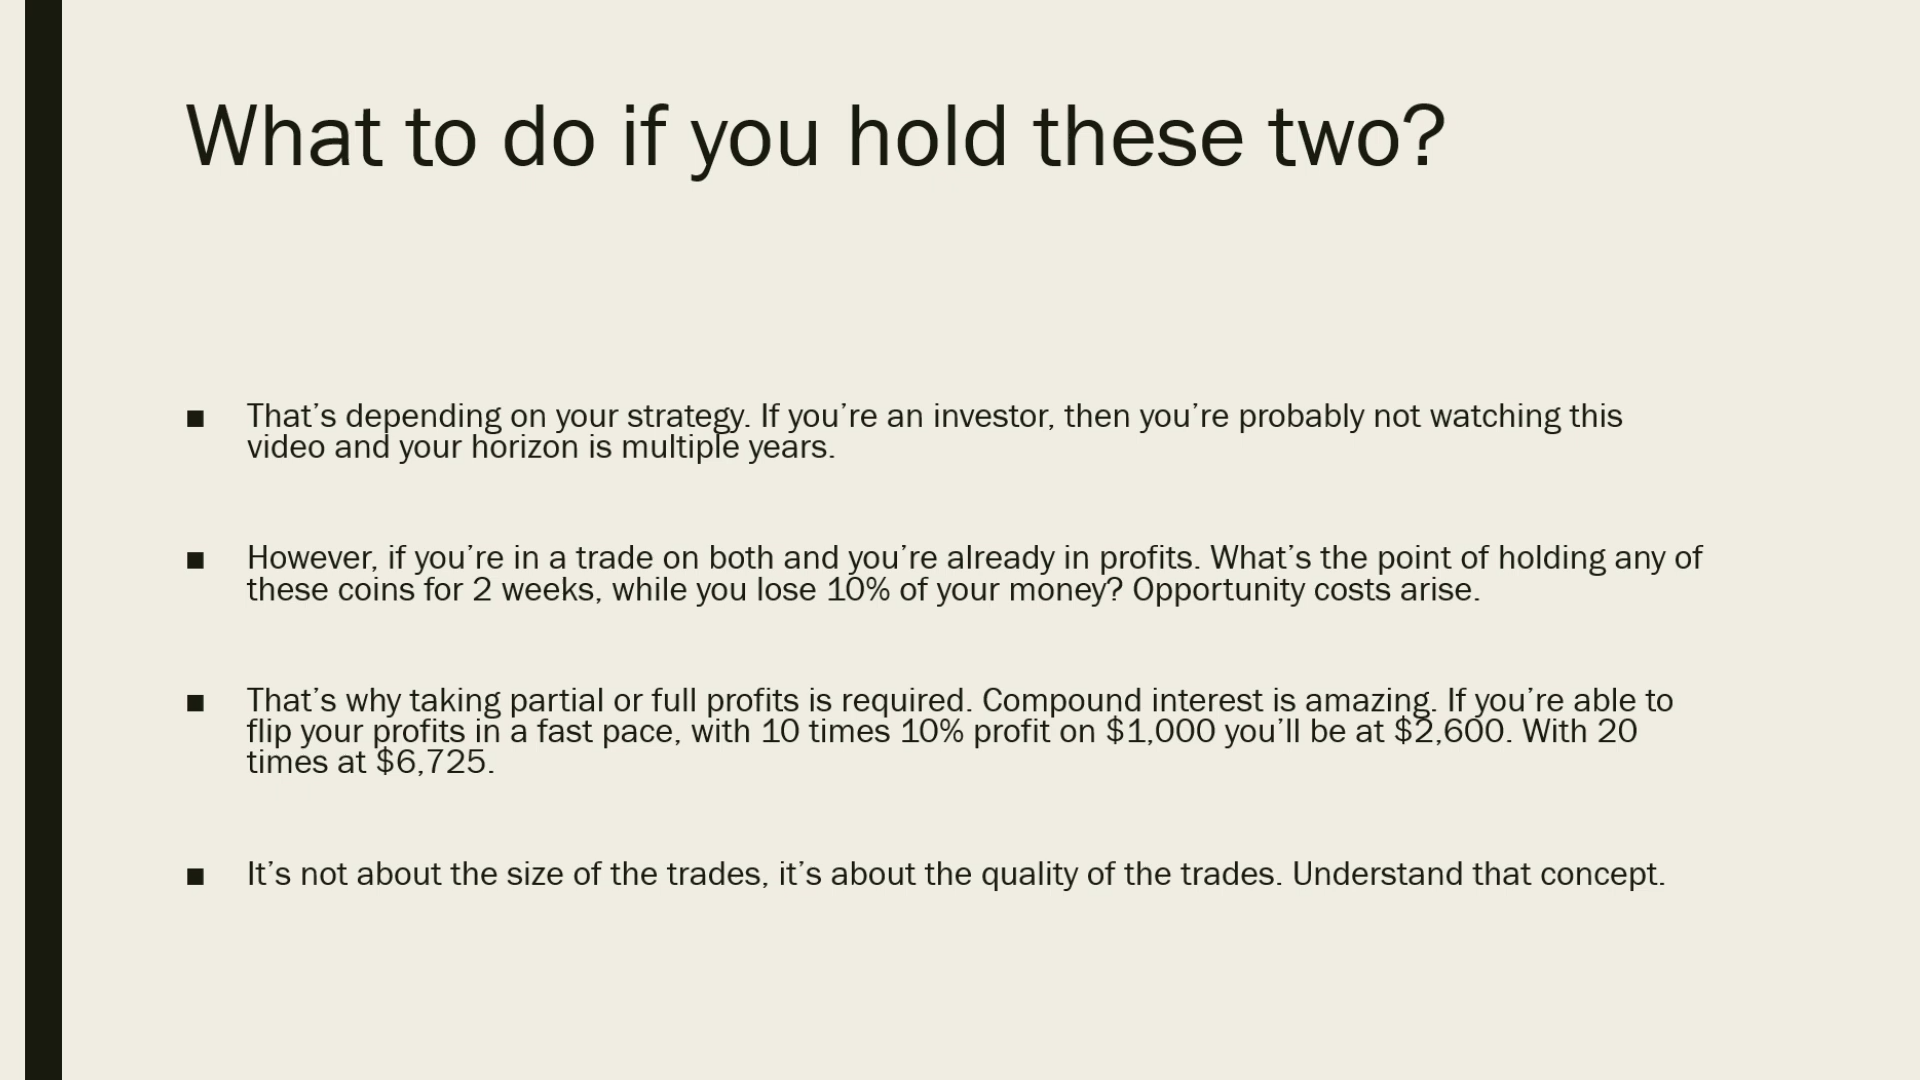 What to do if you hold these two?
■ That’s depending on your strategy. If you’re an investor, then you’re probably not watching this
video and your horizon is multiple years.
■ However, if you’re in a trade on both and you’re already in profits. What’s the point of holding any of
these coins for 2 weeks, while you lose 10% of your money? Opportunity costs arise.
■ That’s why taking partial or full profits is required. Compound interest is amazing. If you’re able to
flip your profits in a fast pace, with 10 times 10% profit on $1,000 you’ll be at $2,600. With 20
times at $6,725.
■ It’s not about the size of the trades, it’s about the quality of the trades. Understand that concept.